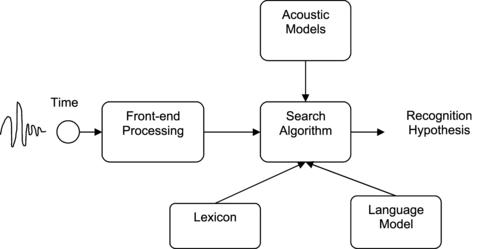 Acoustic
Models
Time
Front-end
Processing
Search
Algorithm
Recognition
Hypothesis
Lexicon
Language
Model